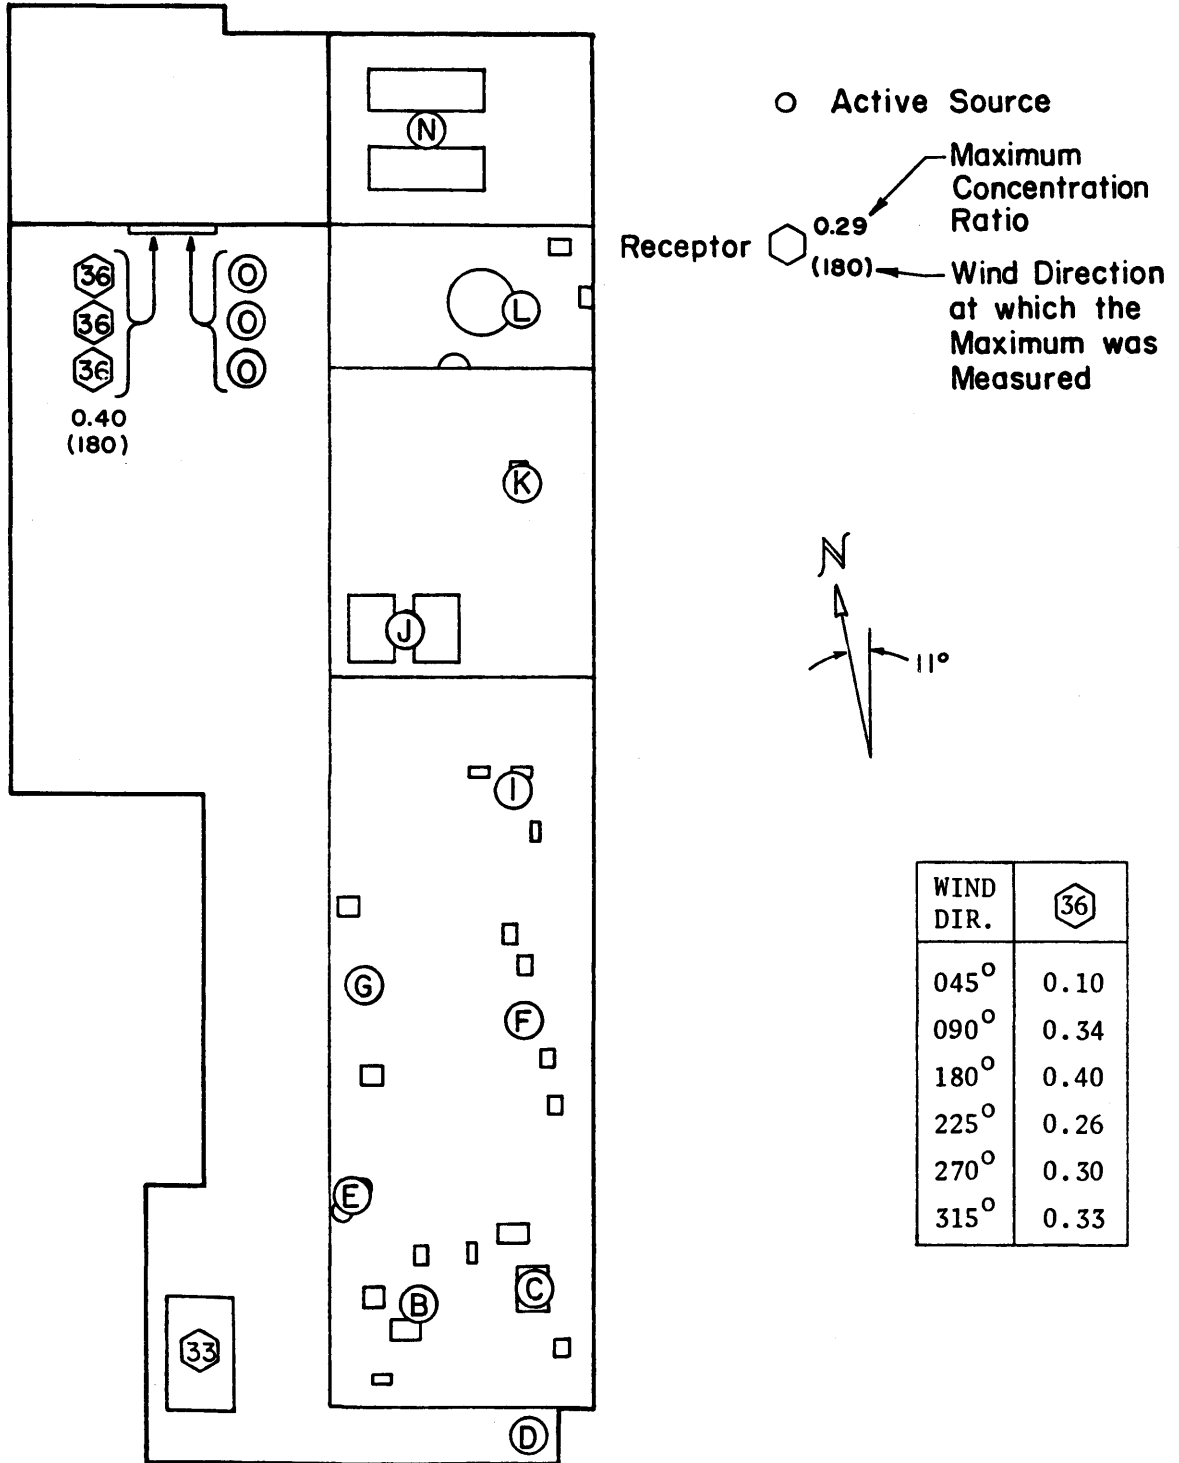 N
O Active Source
Maximum
Concentration
Ratio
0.29
Receptor
(180)
Wind Direction
at which the
Maximum was
Measured
L
36
O
36
O
36
O
0.40
(180)
K
N
11°
J
I
WIND
DIR.
36
045° 0.10
090° 0.34
180° 0.40
225° 0.26
270° 0.30
315° 0.33
G
F
E
C
B
33
D